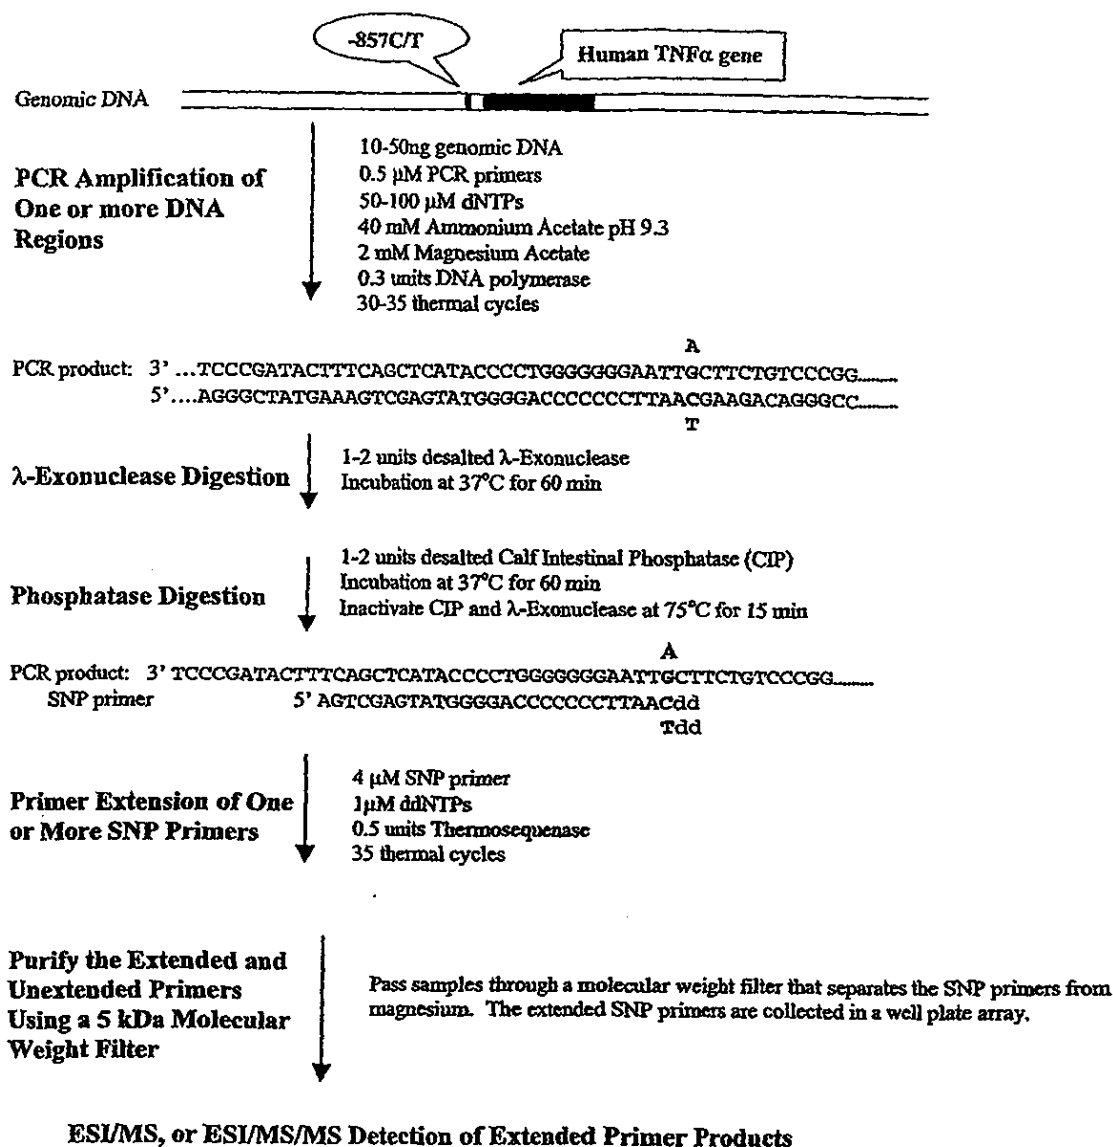 -857C/T
Human TNFα gene
Genomic DNA
PCR Amplification of
One or more DNA
Regions
10-50ng genomic DNA
0.5 µM PCR primers
50-100 µM dNTPs
40 mM Ammonium Acetate pH 9.3
2 mM Magnesium Acetate
0.3 units DNA polymerase
30-35 thermal cycles
A
PCR product: 3' ...TCCCGATACTTTCAGCTCATACCCCTGGGGGGGAATTGCTTCTGTCCCGG.........
5'....AGGGCTATGAAAGTCGAGTATGGGGACCCCCCCTTAACGAAGACAGGGCC.........
T
λ-Exonuclease Digestion
1-2 units desalted λ-Exonuclease
Incubation at 37°C for 60 min
Phosphatase Digestion
1-2 units desalted Calf Intestinal Phosphatase (CIP)
Incubation at 37°C for 60 min
Inactivate CIP and λ-Exonuclease at 75°C for 15 min
A
PCR product: 3' TCCCGATACTTTCAGCTCATACCCCTGGGGGGGAATTGCTTCTGTCCCGG.........
SNP primer 5' AGTCGAGTATGGGGACCCCCCCTTAACdd
Tdd
Primer Extension of One
or More SNP Primers
4 µM SNP primer
1µM ddNTPs
0.5 units Thermosequenase
35 thermal cycles
Purify the Extended and
Unextended Primers
Using a 5 kDa Molecular
Weight Filter
Pass samples through a molecular weight filter that separates the SNP primers from
magnesium. The extended SNP primers are collected in a well plate array.
ESI/MS, or ESI/MS/MS Detection of Extended Primer Products